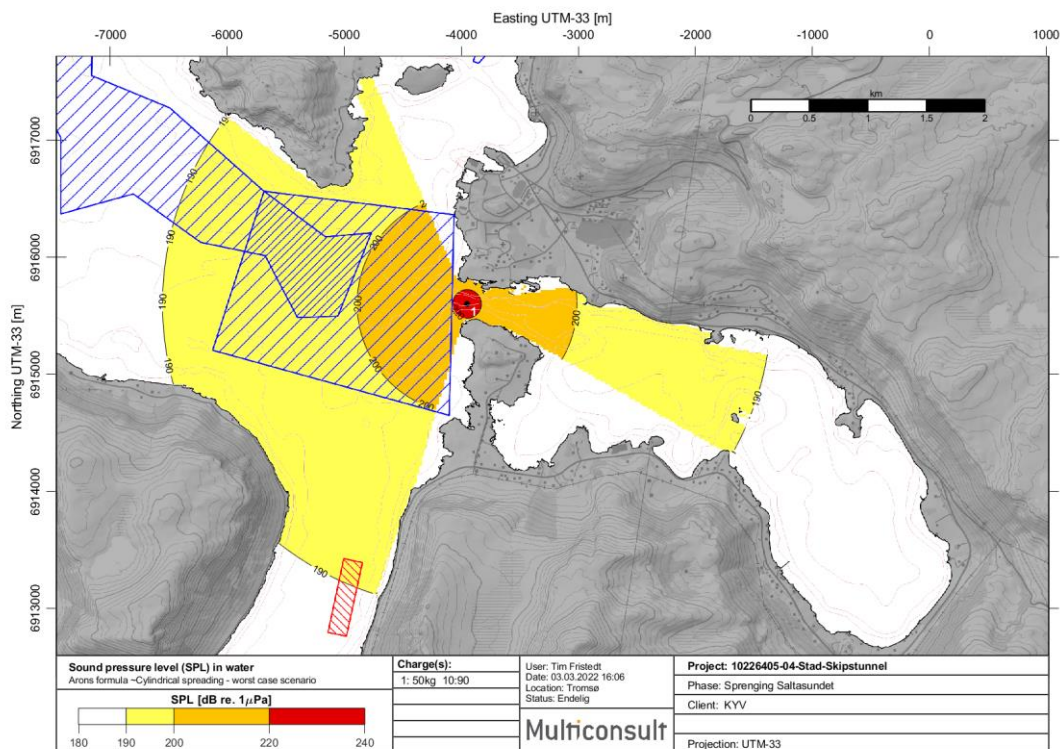 Easting UTM-33 [m]
-7000 -6000 -5000 -4000 -3000 -2000 -1000 0 1000
km
0 0.5 1 1.5 2
Northing UTM-33 [m]
6917000
6916000
6915000
6914000
6913000
190
190
190
190
190
190
190
200
200
200
200
200
1
Sound pressure level (SPL) in water
Arons formula ~Cylindrical spreading - worst case scenario
SPL [dB re. 1μPa]
180 190 200 220 240
Charge(s):
1: 50kg 10:90
User: Tim Fristedt
Date: 03.03.2022 16:06
Location: Tromsø
Status: Endelig
Multiconsult
Project: 10226405-04-Stad-Skipstunnel
Phase: Sprenging Saltasundet
Client: KYV
Projection: UTM-33